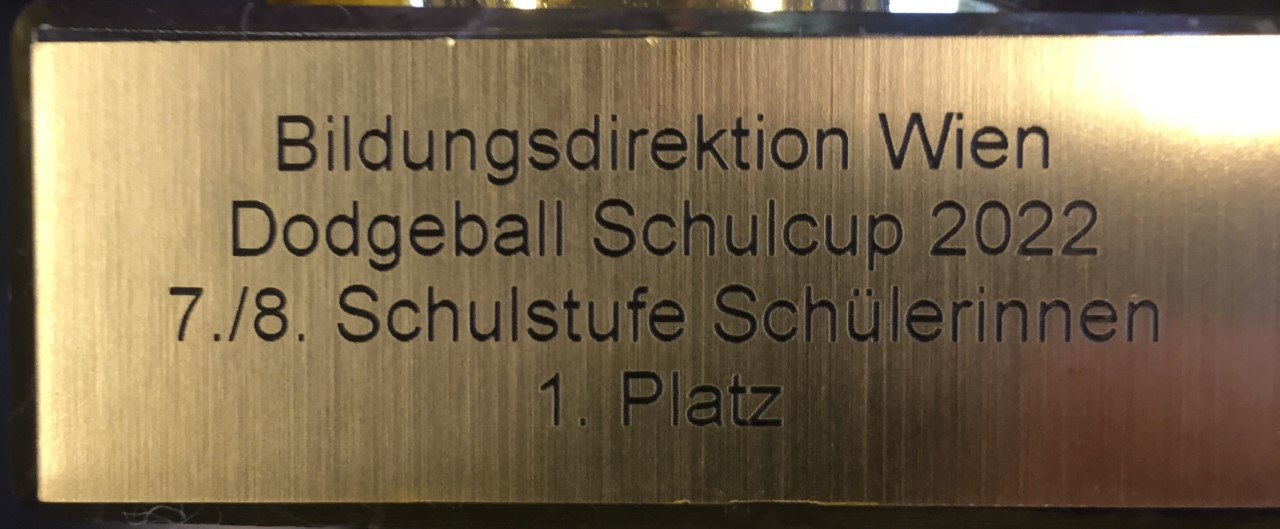 Bildungsdirektion Wien
Dodgeball Schulcup 2022
7./8. Schulstufe Schülerinnen
1. Platz